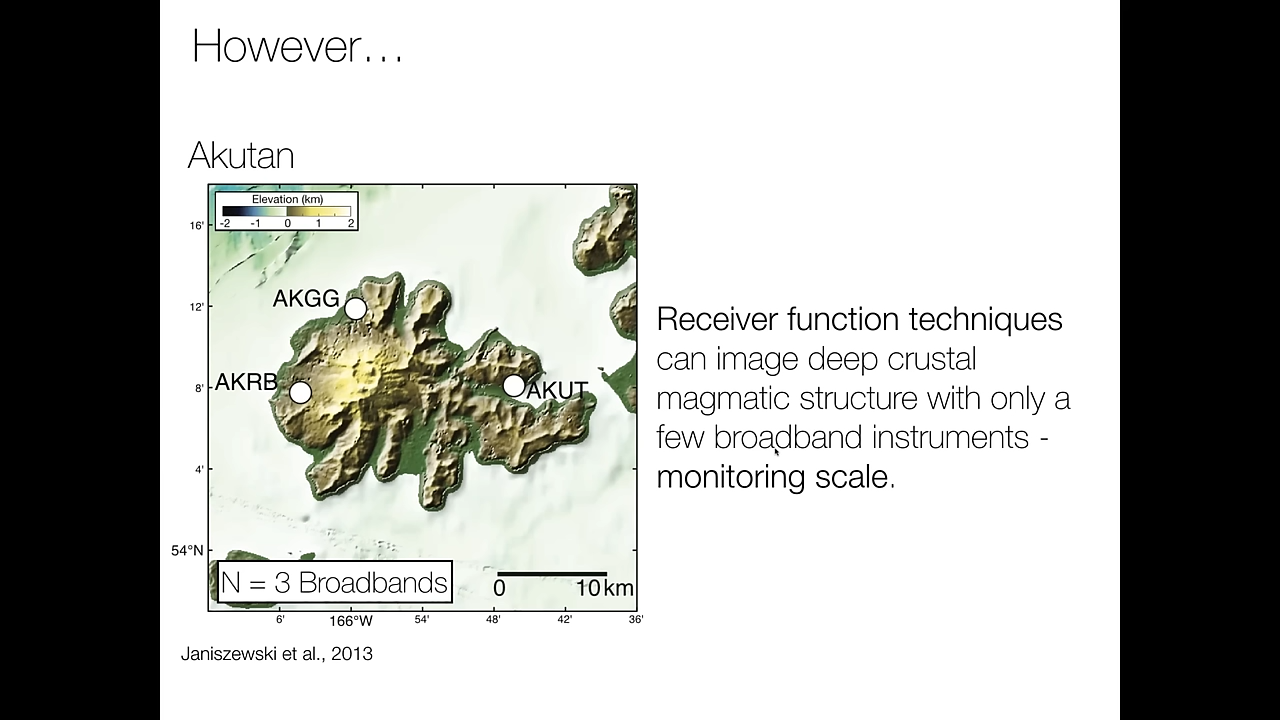 However…
Akutan
Elevation (km)
-2 -1 0 1 2
16'
12'
8'
4'
54°N
AKGG
AKRB
AKUT
N = 3 Broadbands
0 10 km
6' 166°W 54' 48' 42' 36'
Janiszewski et al., 2013
Receiver function techniques
can image deep crustal
magmatic structure with only a
few broadband instruments -
monitoring scale.